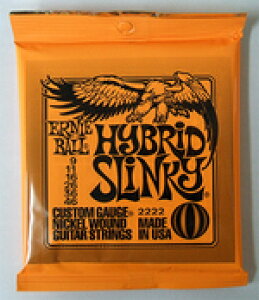 ERNIE BALL
HYBRID
SLINKY
9
11
16
26
36
46
CUSTOM GAUGE® 2222
NICKEL WOUND MADE
GUITAR STRINGS IN USA